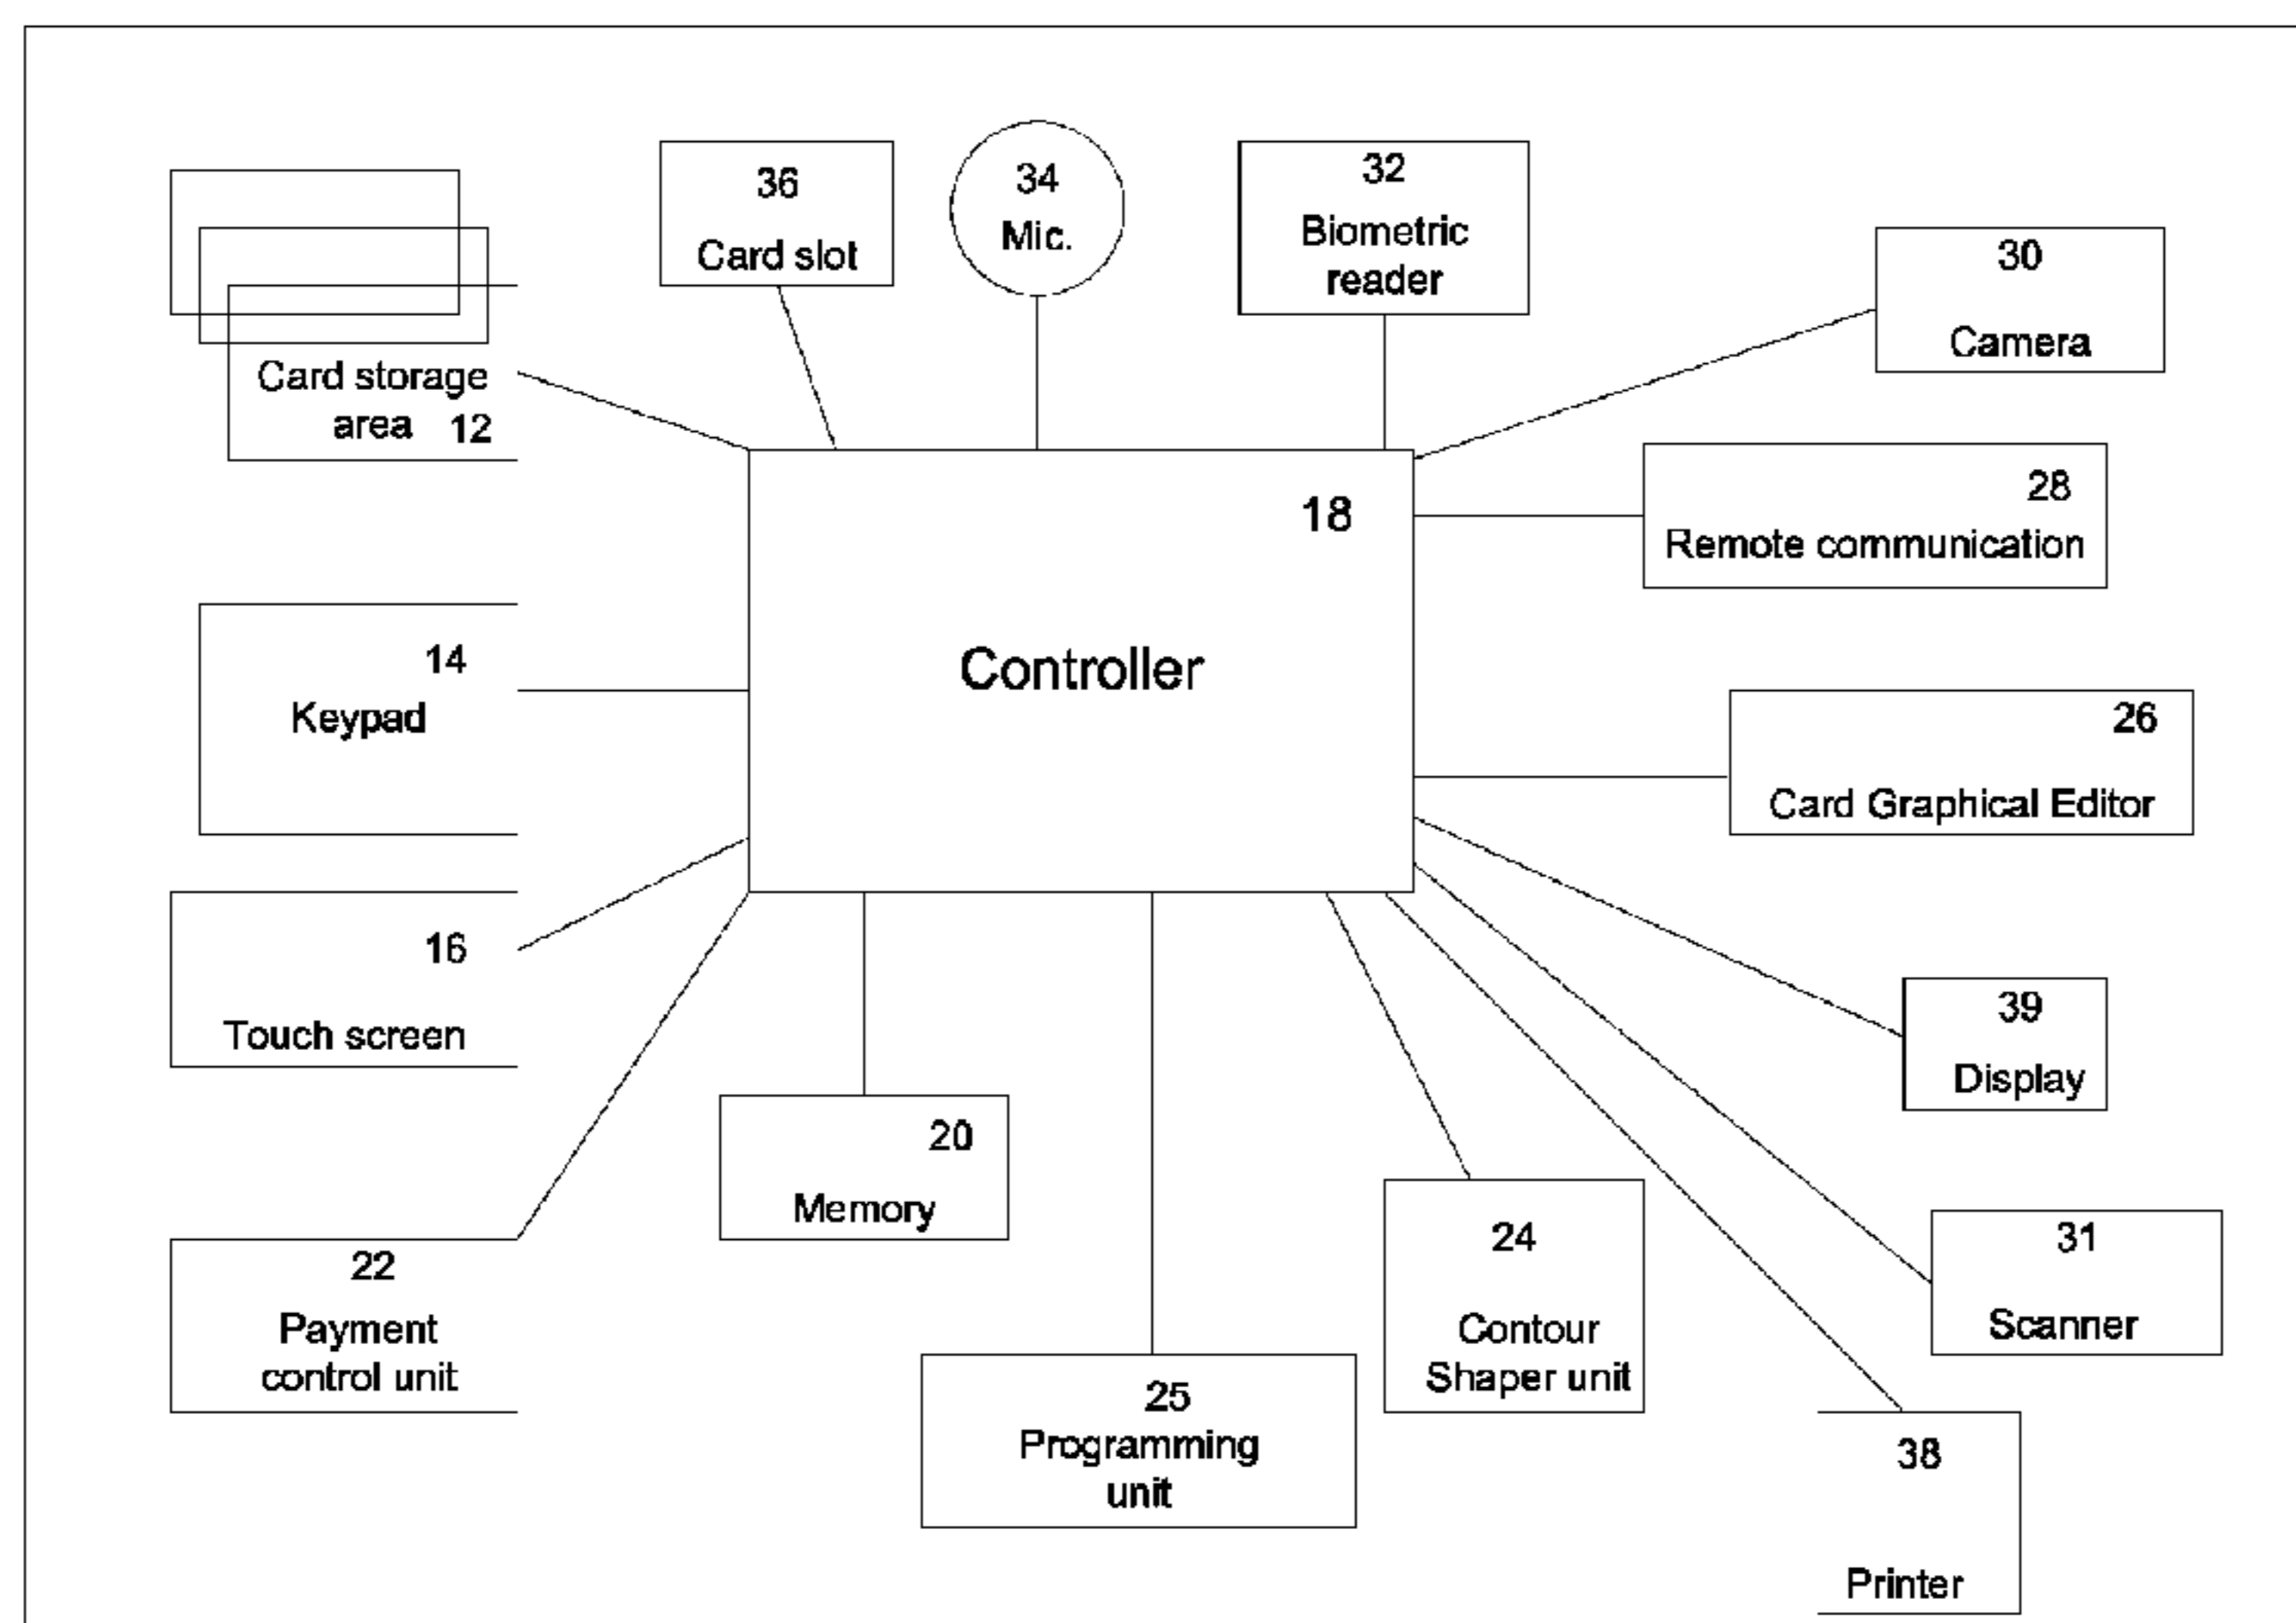 36
Card slot
34
Mic.
32
Biometric
reader
30
Camera
Card storage
area 12
18
Controller
28
Remote communication
14
Keypad
26
Card Graphical Editor
16
Touch screen
39
Display
20
Memory
22
Payment
control unit
24
Contour
Shaper unit
31
Scanner
25
Programming
unit
38
Printer